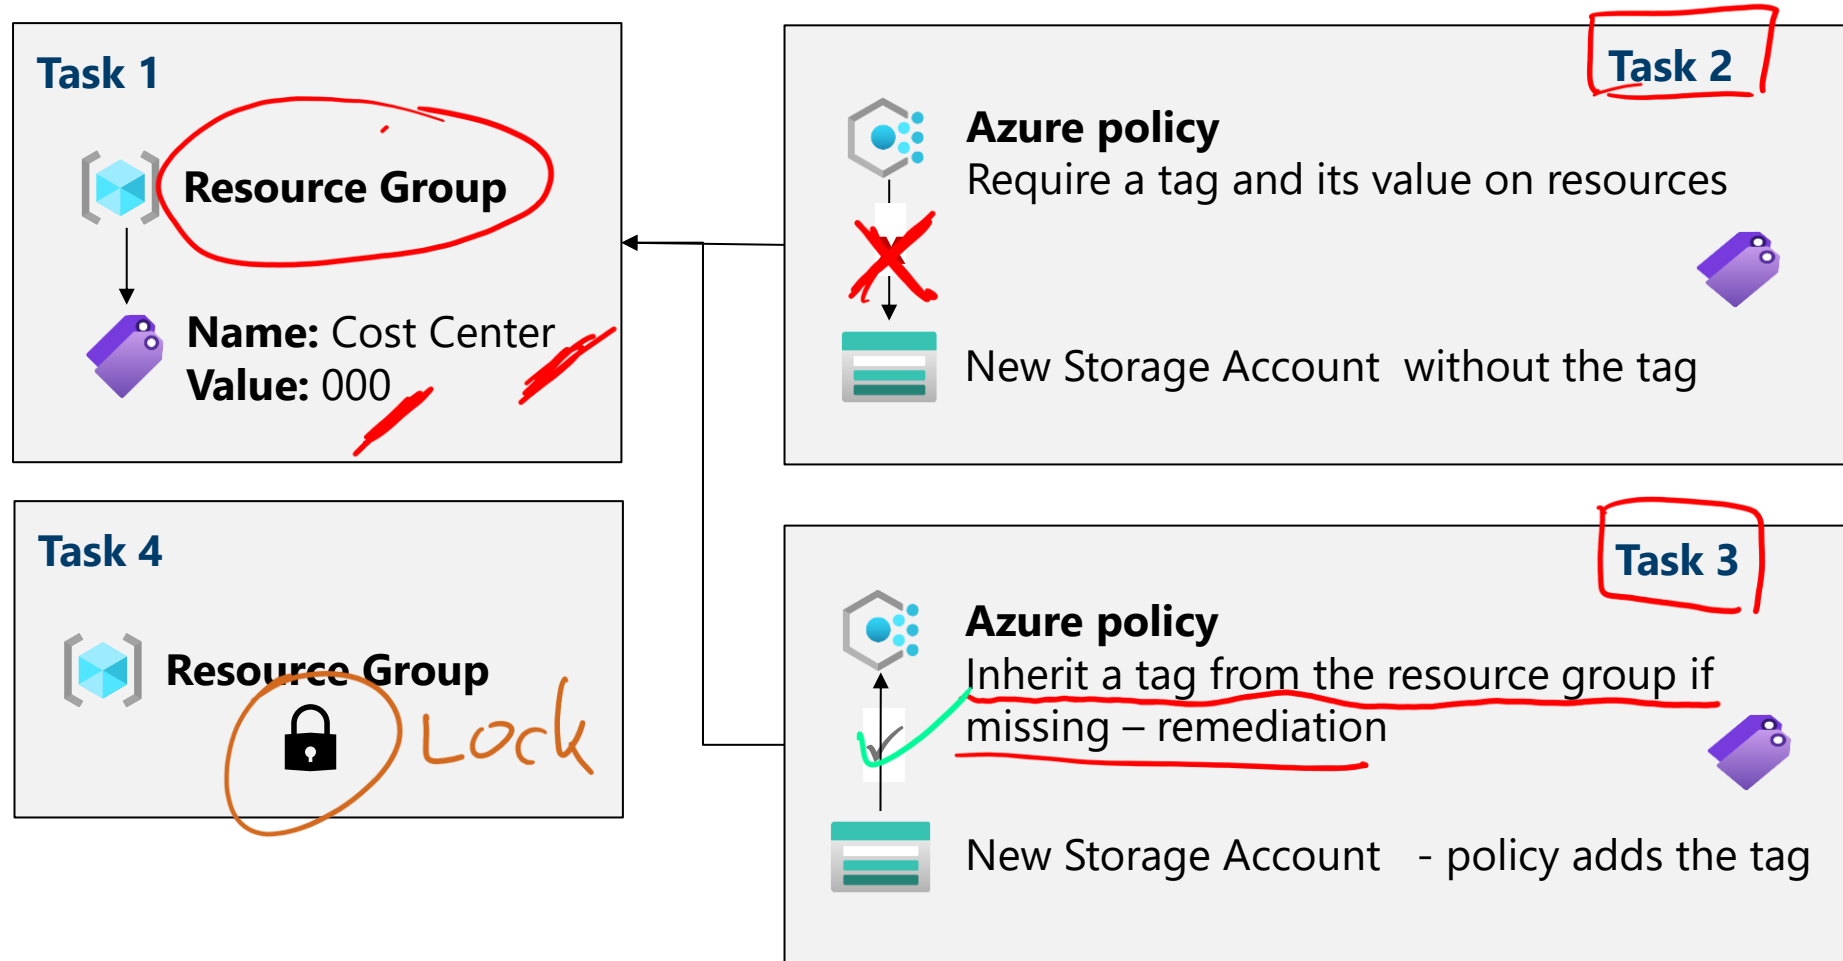 Task 1
Resource Group
Name: Cost Center
Value: 000
Task 2
Azure policy
Require a tag and its value on resources
New Storage Account without the tag
Task 4
Resource Group
Lock
Task 3
Azure policy
Inherit a tag from the resource group if
missing – remediation
New Storage Account - policy adds the tag